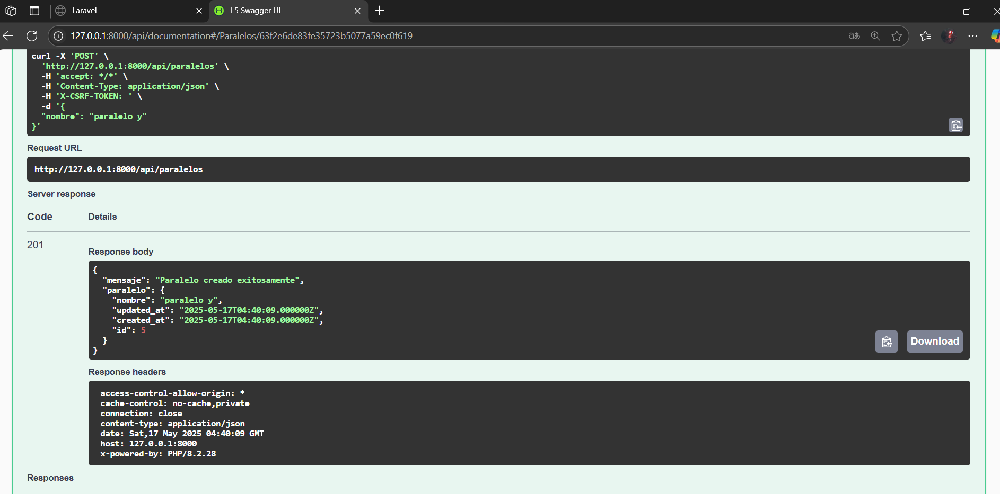 Laravel
L5 Swagger UI
127.0.0.1:8000/api/documentation#/Paralelos/63f2e6de83fe35723b5077a59ec0f619
curl -X 'POST' \
'http://127.0.0.1:8000/api/paralelos' \
-H 'accept: */*' \
-H 'Content-Type: application/json' \
-H 'X-CSRF-TOKEN: ' \
-d '{
"nombre": "paralelo y"
}'
Request URL
http://127.0.0.1:8000/api/paralelos
Server response
Code Details
201
Response body
{
"mensaje": "Paralelo creado exitosamente",
"paralelo": {
"nombre": "paralelo y",
"updated_at": "2025-05-17T04:40:09.000000Z",
"created_at": "2025-05-17T04:40:09.000000Z",
"id": 5
}
}
Download
Response headers
access-control-allow-origin: *
cache-control: no-cache,private
connection: close
content-type: application/json
date: Sat,17 May 2025 04:40:09 GMT
host: 127.0.0.1:8000
x-powered-by: PHP/8.2.28
Responses